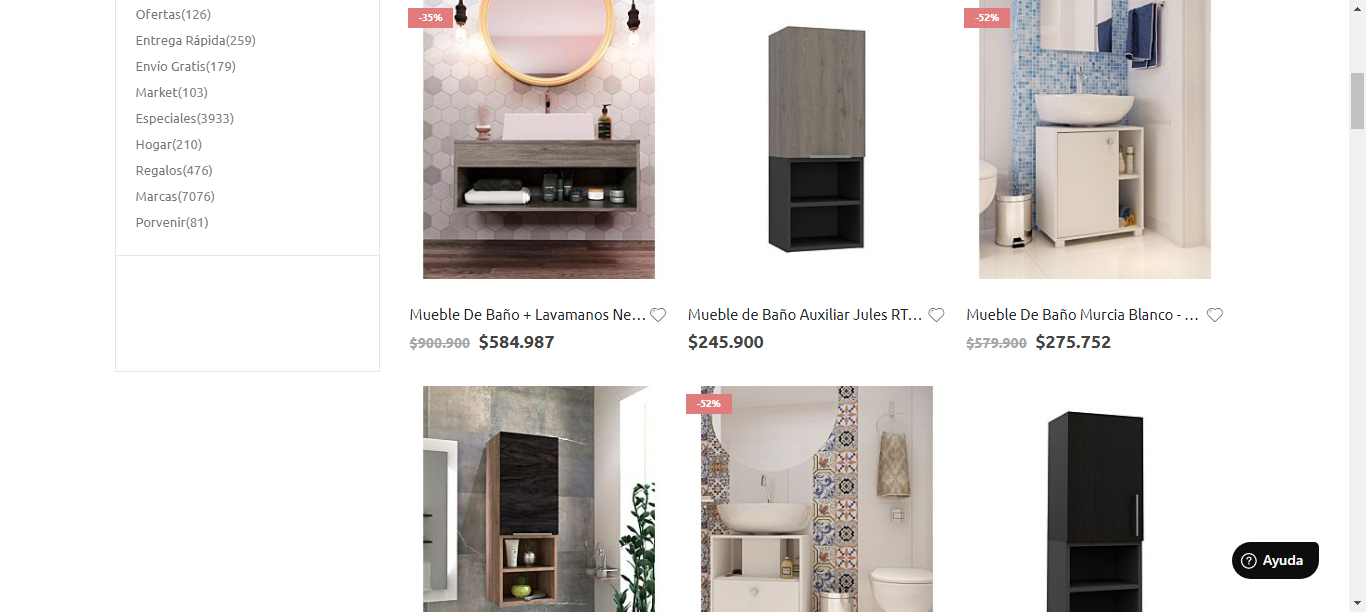 Ofertas(126)
Entrega Rápida(259)
Envío Gratis(179)
Market(103)
Especiales(3933)
Hogar(210)
Regalos(476)
Marcas(7076)
Porvenir(81)
-35%
-52%
Mueble De Baño + Lavamanos Ne...
Mueble de Baño Auxiliar Jules RT...
Mueble De Baño Murcia Blanco - ...
$900.900 $584.987
$245.900
$579.900 $275.752
-52%
Ayuda